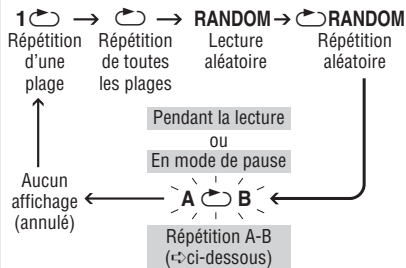 1 → → RANDOM → RANDOM
Répétition d'une plage
Répétition de toutes les plages
Lecture aléatoire
Répétition aléatoire
Pendant la lecture
ou
En mode de pause
A B
Répétition A-B
(➪ci-dessous)
Aucun
affichage
(annulé)